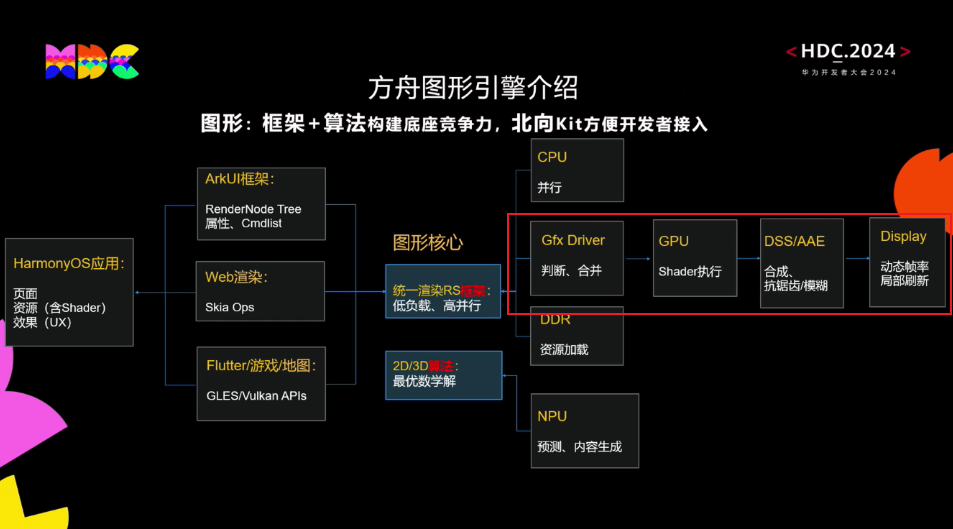 HDC
<HDC.2024>
华为开发者大会2024
方舟图形引擎介绍
图形：框架+算法构建底座竞争力，北向Kit方便开发者接入
HarmonyOS应用：
页面
资源（含Shader）
效果（UX）
ArkUI框架：
RenderNode Tree
属性、Cmdlist
Web渲染：
Skia Ops
Flutter/游戏/地图：
GLES/Vulkan APIs
图形核心
统一渲染RS框架：
低负载、高并行
2D/3D算法：
最优数学解
CPU
并行
Gfx Driver
判断、合并
GPU
Shader执行
DSS/AAE
合成、
抗锯齿/模糊
Display
动态帧率
局部刷新
DDR
资源加载
NPU
预测、内容生成